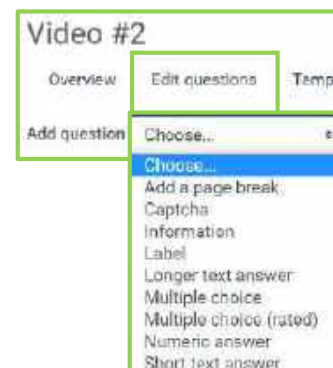 Video #2
Overview Edit questions Temp
Add question Choose...
Choose...
Add a page break
Captcha
Information
Label
Longer text answer
Multiple choice
Multiple choice (rated)
Numeric answer
Short text answer